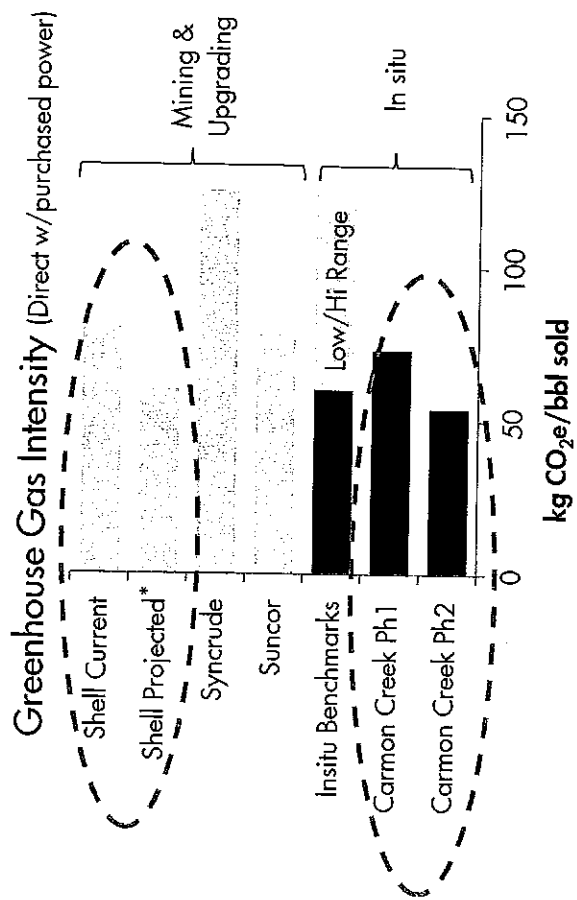 Greenhouse Gas Intensity (Direct w/purchased power)
Shell Current
Shell Projected*
Syncrude
Suncor
Insitu Benchmarks
Carmon Creek Ph1
Carmon Creek Ph2
Low/Hi Range
Mining &
Upgrading
In situ
0
50
100
150
kg CO₂e/bbl sold